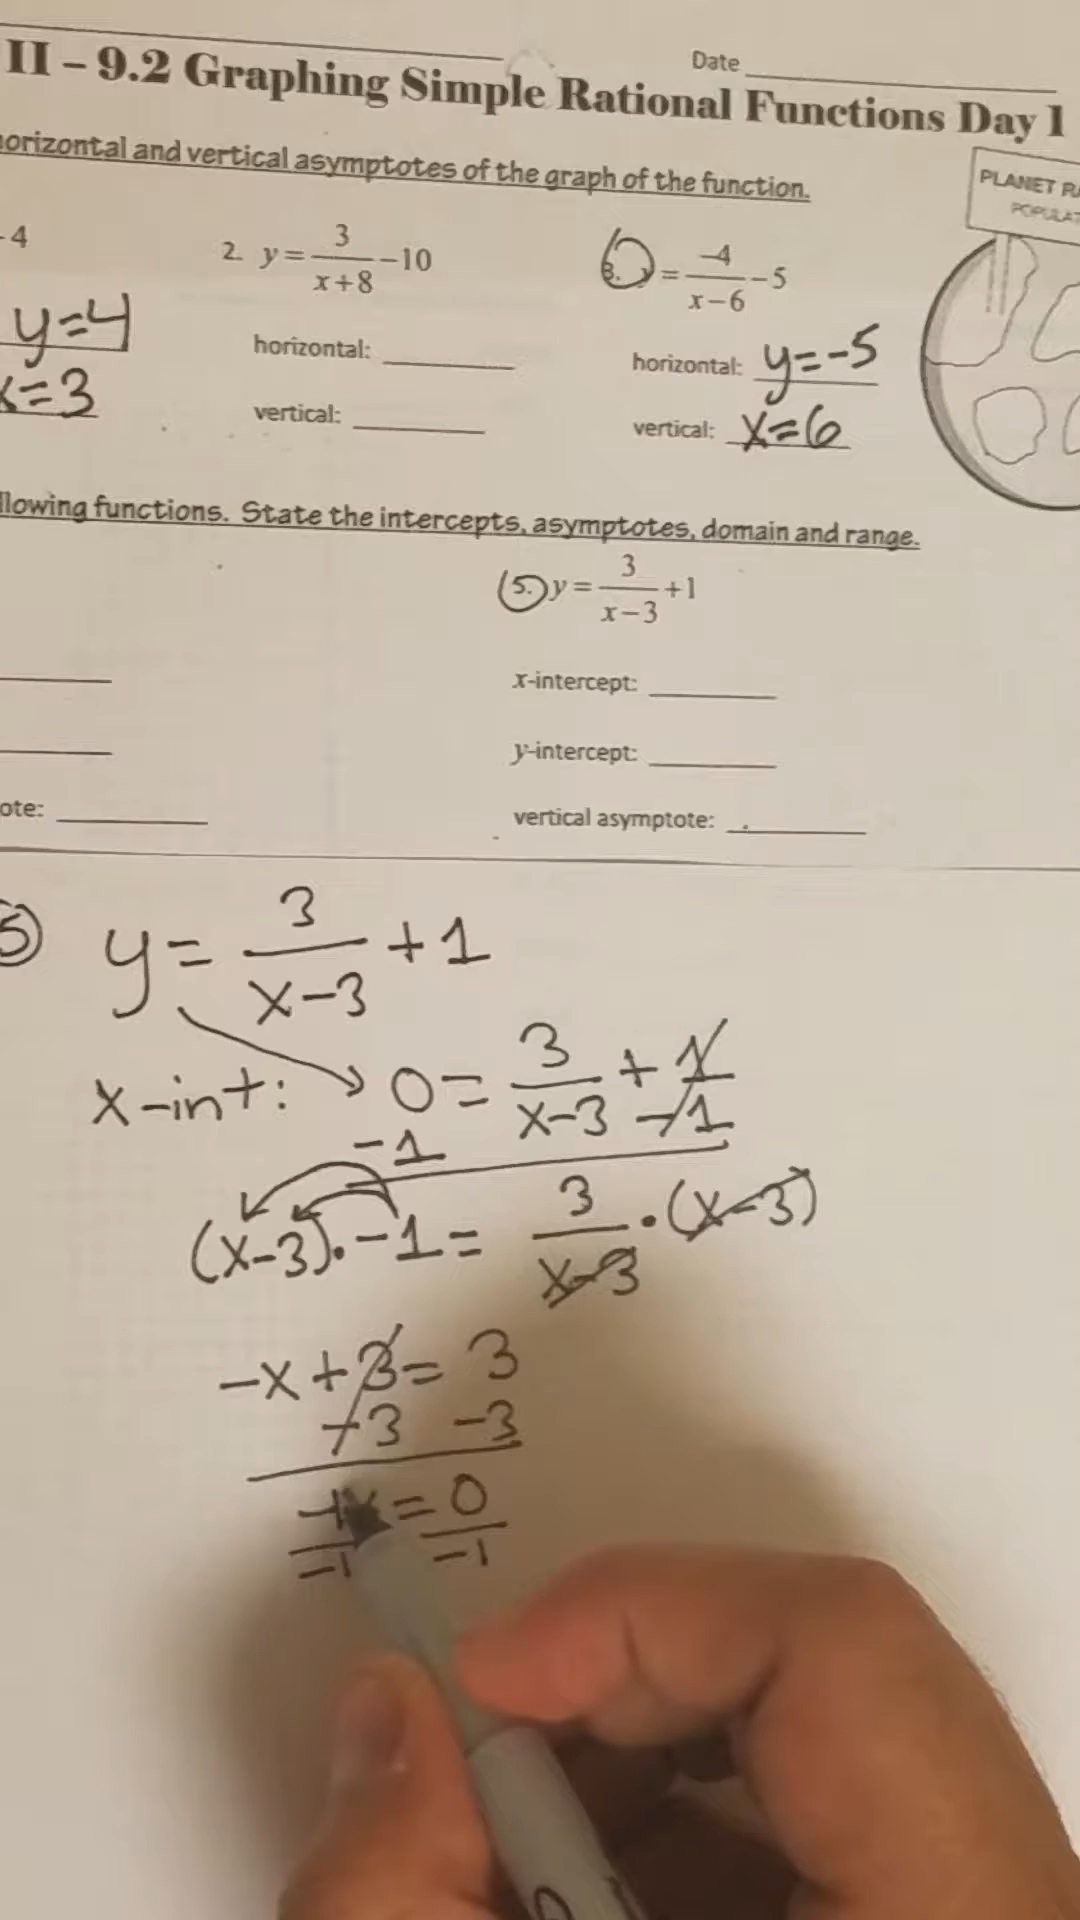 II – 9.2 Graphing Simple Rational Functions Day 1
Date
horizontal and vertical asymptotes of the graph of the function.
PLANET
- 4
2. y = 3/(x+8) − 10
3. y = −4/(x−6) − 5
y=4
x=3
horizontal:
vertical:
horizontal: y=-5
vertical: x=6
functions. State the intercepts, asymptotes, domain and range.
5. y = 3/(x−3) + 1
x-intercept:
y-intercept:
ote:
vertical asymptote:
5 y = 3/(x-3) + 1
x-int: 0 = 3/(x-3) + 1
-1 -1
(x-3)·-1 = 3/(x-3) · (x-3)
-x + 3 = 3
-3 -3
= 0
-1 -1